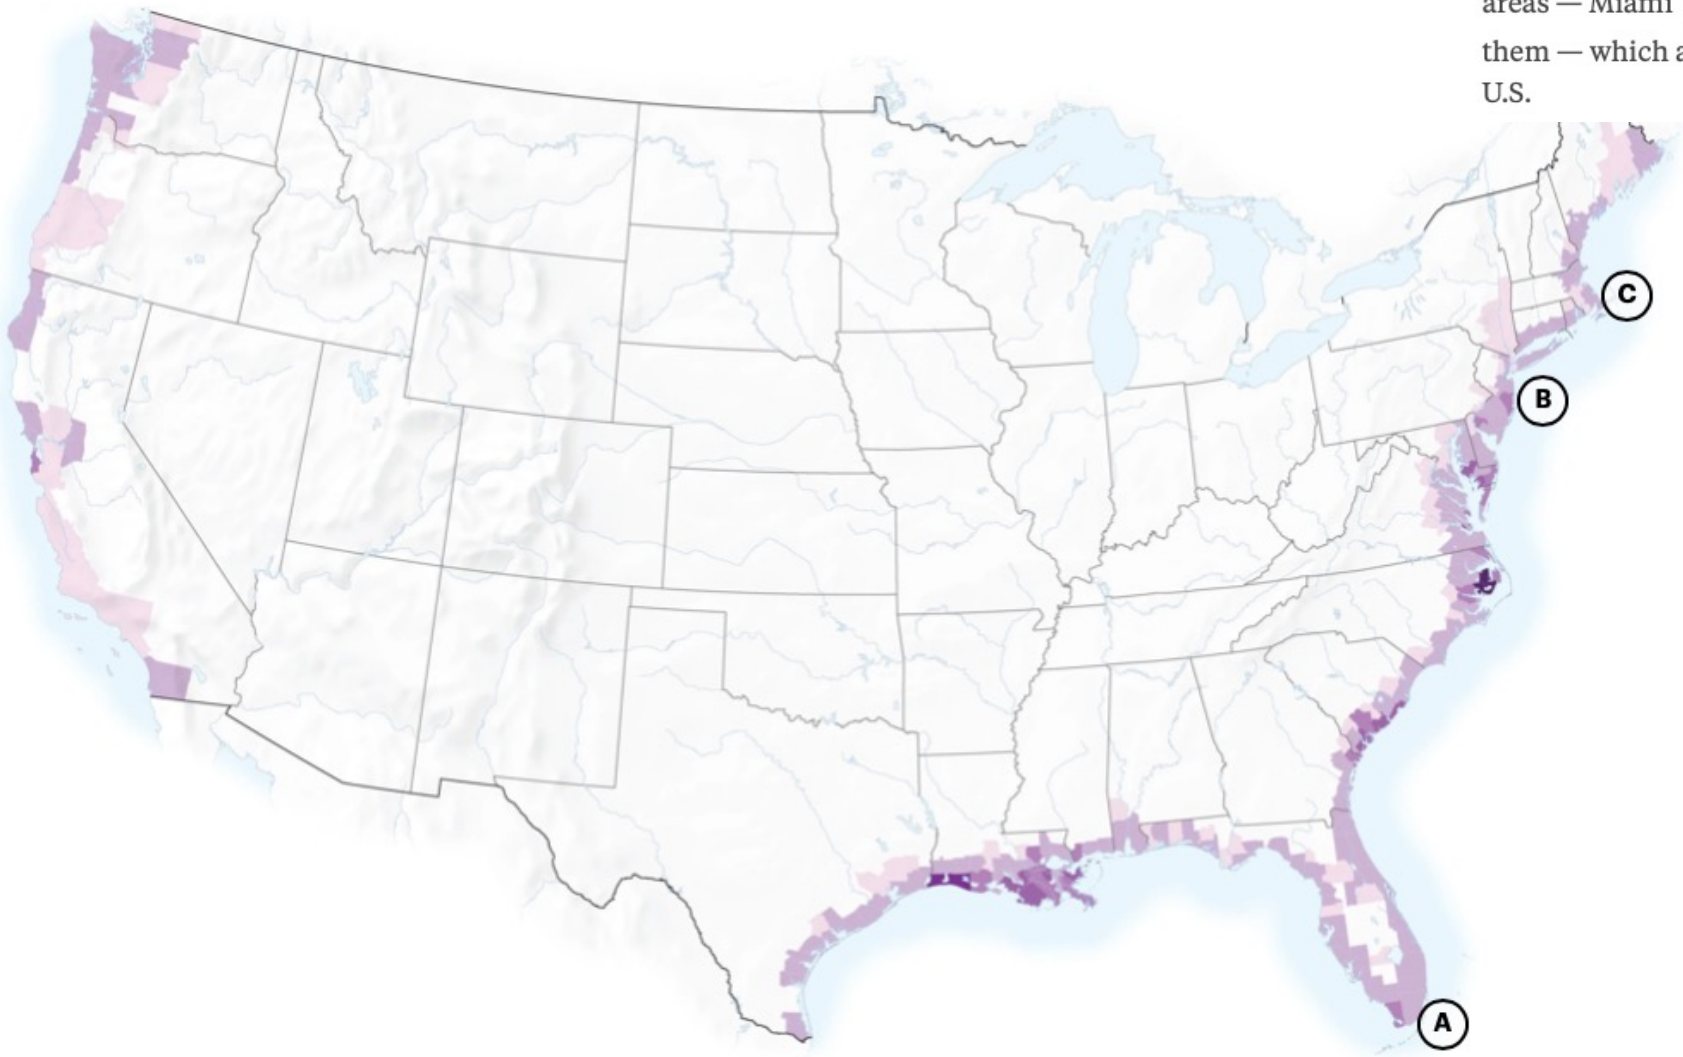 areas — Miami
them — which a
U.S.
C
B
A